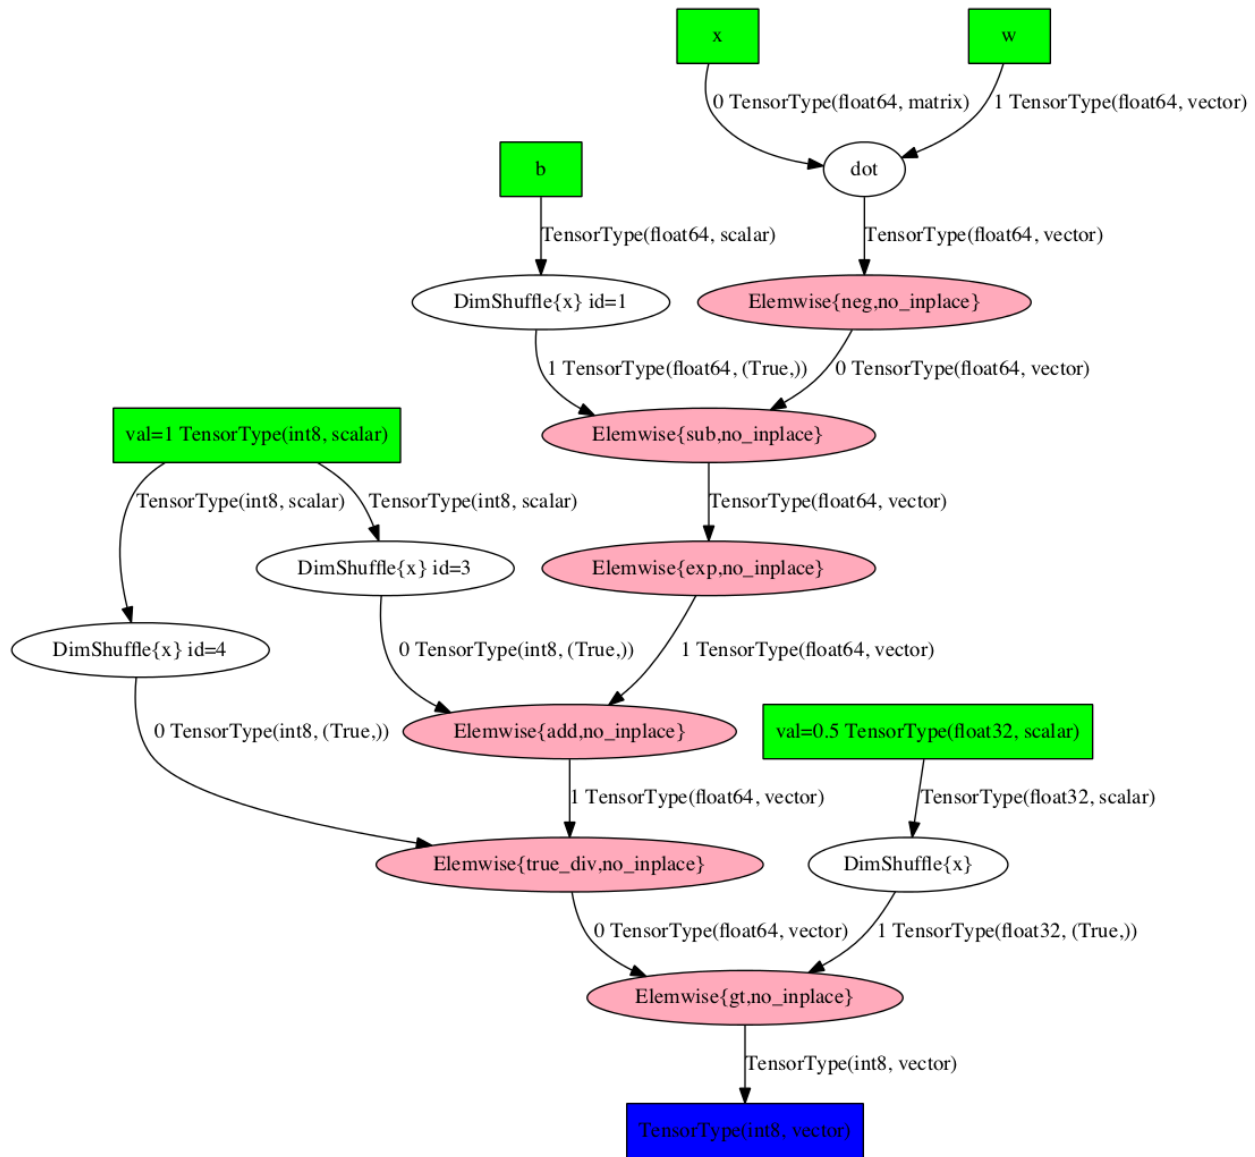 x
w
0 TensorType(float64, matrix)
1 TensorType(float64, vector)
b
dot
TensorType(float64, scalar)
TensorType(float64, vector)
DimShuffle{x} id=1
Elemwise{neg,no_inplace}
1 TensorType(float64, (True,))
0 TensorType(float64, vector)
val=1 TensorType(int8, scalar)
Elemwise{sub,no_inplace}
TensorType(int8, scalar)
TensorType(int8, scalar)
TensorType(float64, vector)
DimShuffle{x} id=3
Elemwise{exp,no_inplace}
DimShuffle{x} id=4
0 TensorType(int8, (True,))
1 TensorType(float64, vector)
0 TensorType(int8, (True,))
Elemwise{add,no_inplace}
val=0.5 TensorType(float32, scalar)
1 TensorType(float64, vector)
TensorType(float32, scalar)
Elemwise{true_div,no_inplace}
DimShuffle{x}
0 TensorType(float64, vector)
1 TensorType(float32, (True,))
Elemwise{gt,no_inplace}
TensorType(int8, vector)
TensorType(int8, vector)